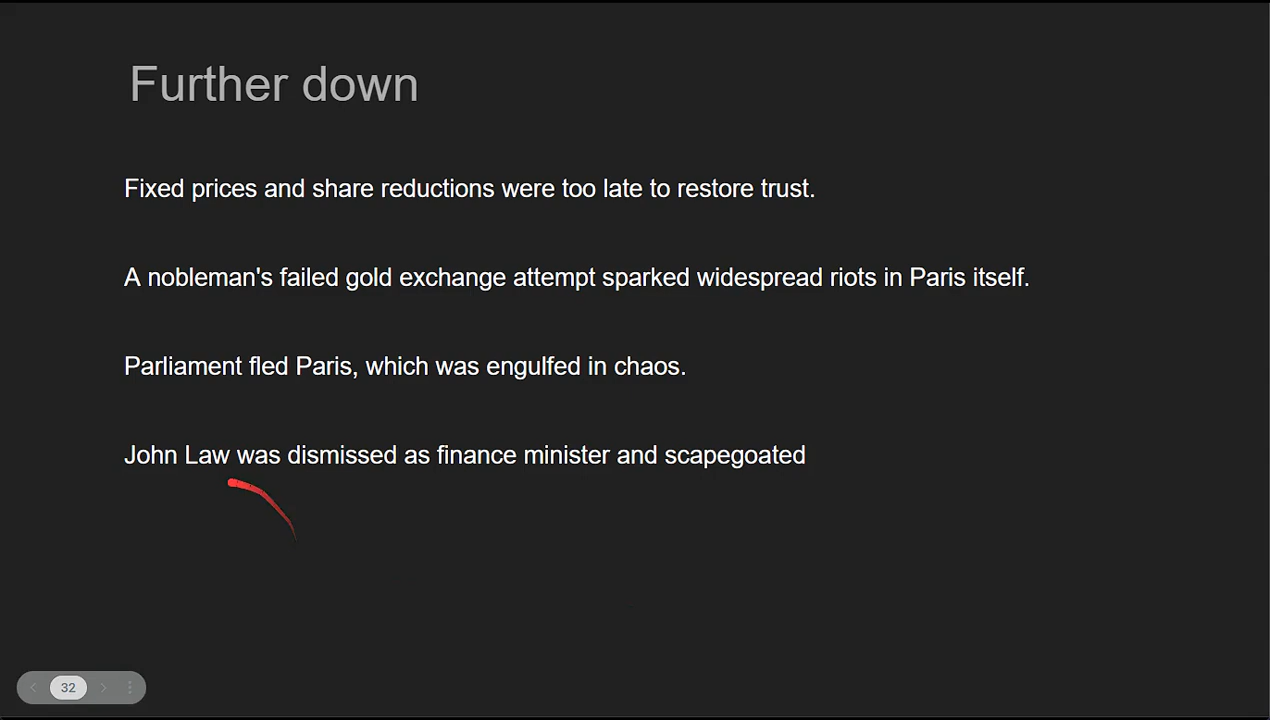 Further down
Fixed prices and share reductions were too late to restore trust.
A nobleman's failed gold exchange attempt sparked widespread riots in Paris itself.
Parliament fled Paris, which was engulfed in chaos.
John Law was dismissed as finance minister and scapegoated
32